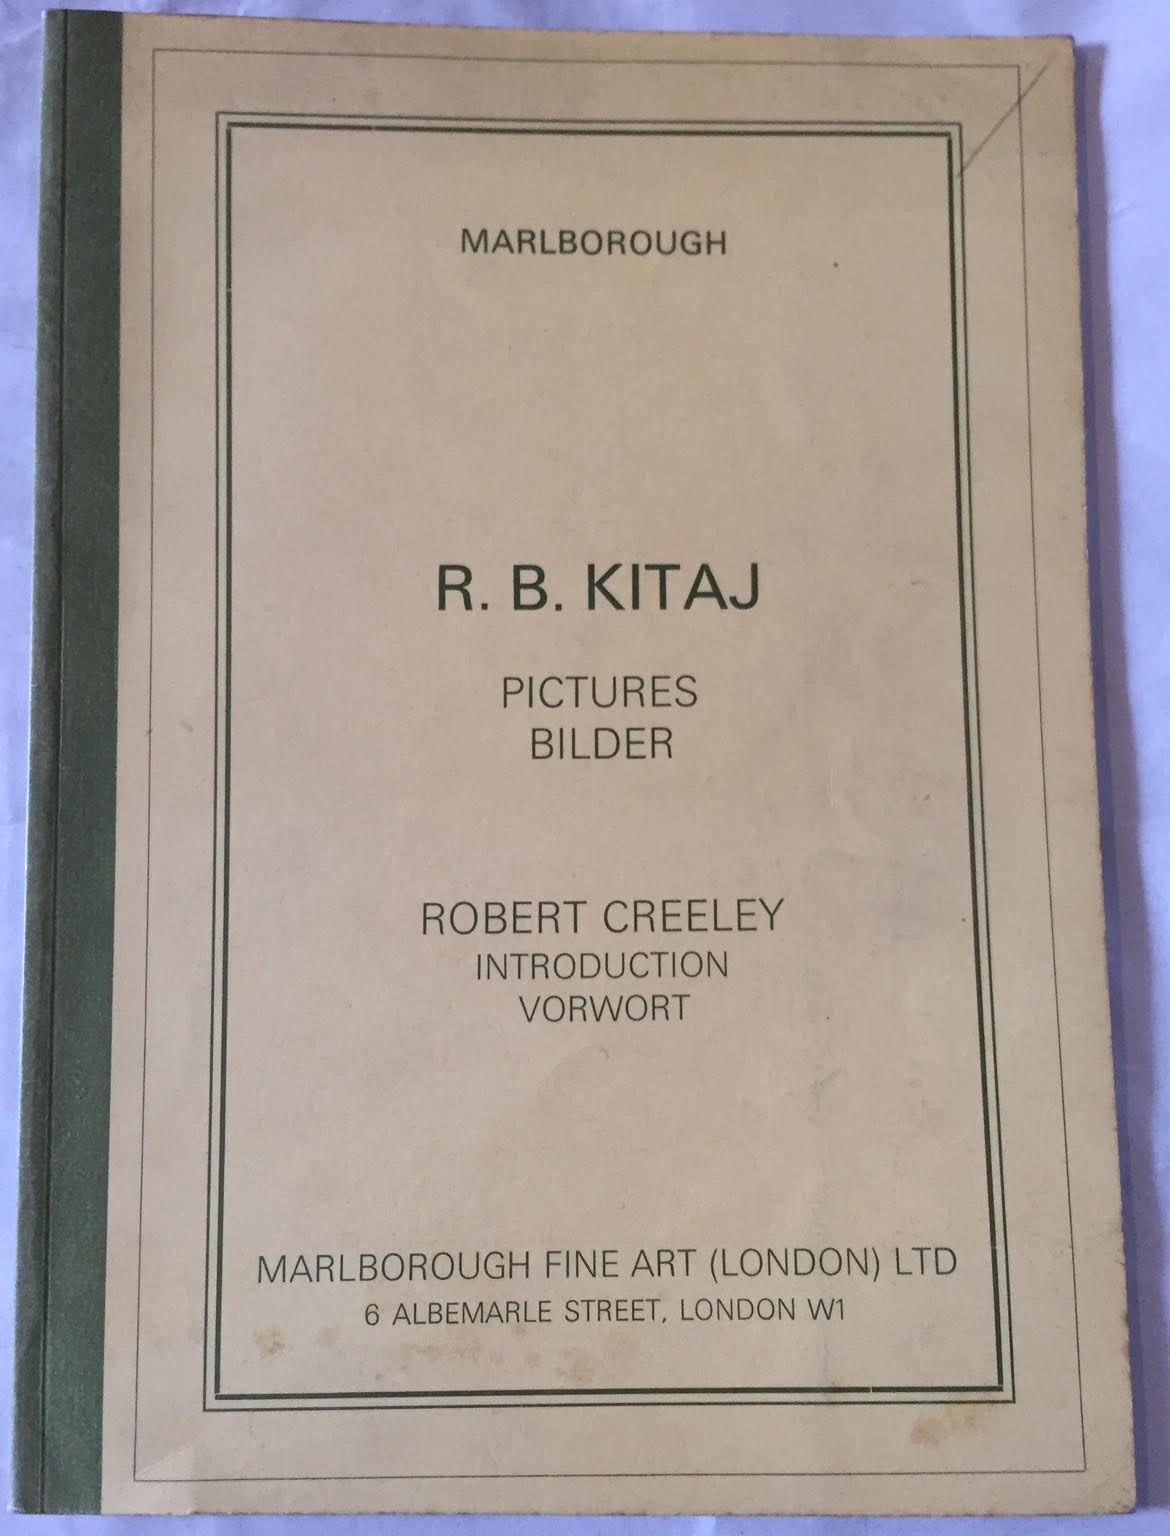 MARLBOROUGH
R. B. KITAJ
PICTURES
BILDER
ROBERT CREELEY
INTRODUCTION
VORWORT
MARLBOROUGH FINE ART (LONDON) LTD
6 ALBEMARLE STREET, LONDON W1